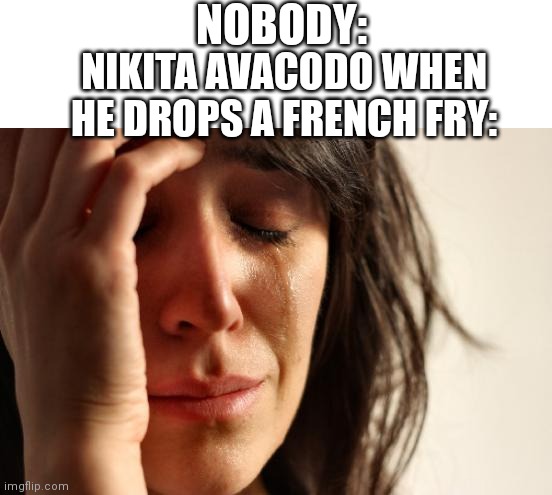 NOBODY:
NIKITA AVACODO WHEN
HE DROPS A FRENCH FRY:
imgflip.com